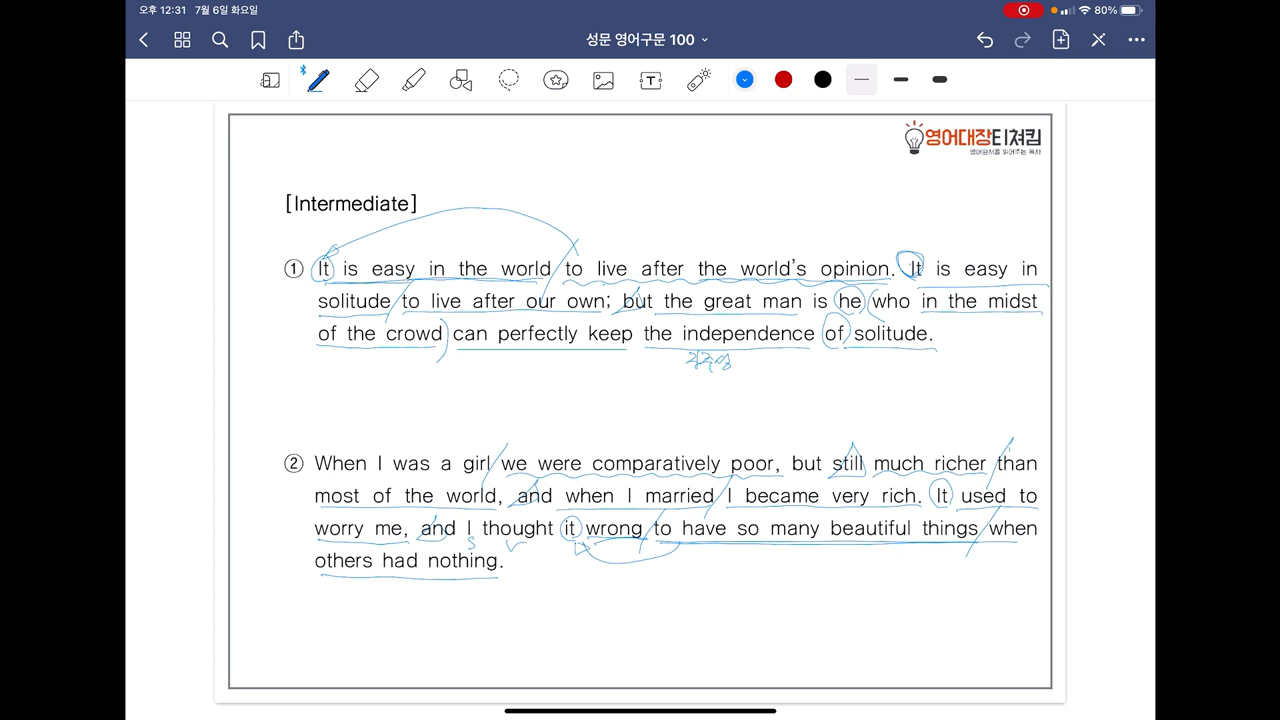 오후 12:31 7월 6일 화요일
80%
성문 영어구문 100
영어대장티쳐킴
[Intermediate]
① It is easy in the world to live after the world's opinion. It is easy in
solitude to live after our own; but the great man is he who in the midst
of the crowd can perfectly keep the independence of solitude.
② When I was a girl we were comparatively poor, but still much richer than
most of the world, and when I married I became very rich. It used to
worry me, and I thought it wrong to have so many beautiful things when
s v
others had nothing.